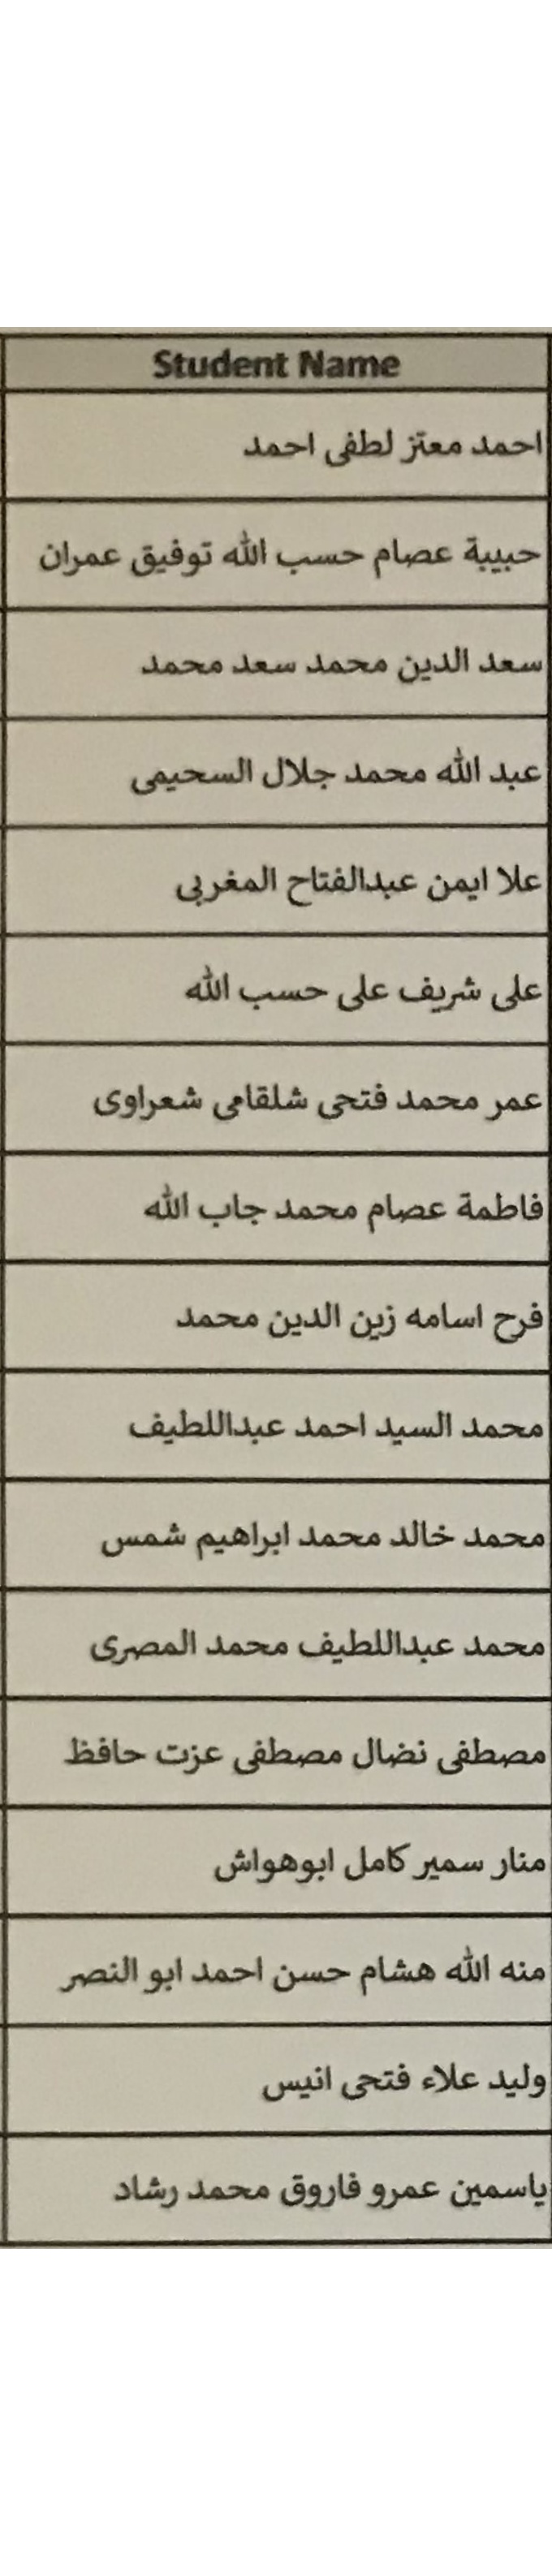 Student Name
احمد معتز لطفى احمد
حبيبة عصام حسب الله توفيق عمران
سعد الدين محمد سعد محمد
عبد الله محمد جلال السحيمى
علا ايمن عبدالفتاح المغربى
على شريف على حسب الله
عمر محمد فتحى شلقامى شعراوى
فاطمة عصام محمد جاب الله
فرح اسامه زين الدين محمد
محمد السيد احمد عبداللطيف
محمد خالد محمد ابراهيم شمس
محمد عبداللطيف محمد المصرى
مصطفى نضال مصطفى عزت حافظ
منار سمير كامل ابوهواش
منه الله هشام حسن احمد ابو النصر
وليد علاء فتحى انيس
ياسمين عمرو فاروق محمد رشاد